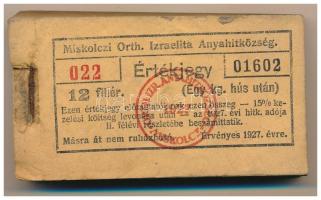 Miskolczi Orth. Izraelita Anyahitközség.
022 Értékjegy 01602
12 fillér. (Egy kg. hús után)
Ezen értékjegy előmutatójának ezen összeg — 15% ke-
zelési költség levonása után az 1927. évi hitk. adója
II. félévi részletébe beszámíttatik.
Másra át nem ruházható. Érvényes 1927. évre.